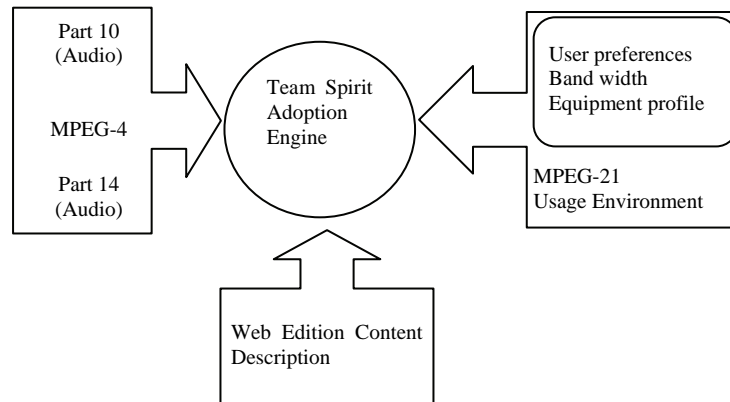 Part 10
(Audio)
MPEG-4
Part 14
(Audio)
Team Spirit
Adoption
Engine
User preferences
Band width
Equipment profile
MPEG-21
Usage Environment
Web Edition Content
Description